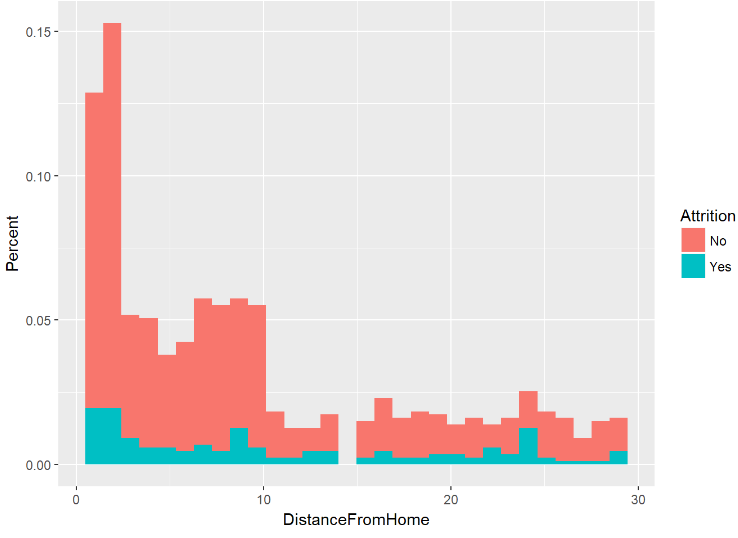 0.15
0.10
0.05
0.00
Percent
0
10
20
30
DistanceFromHome
Attrition
No
Yes